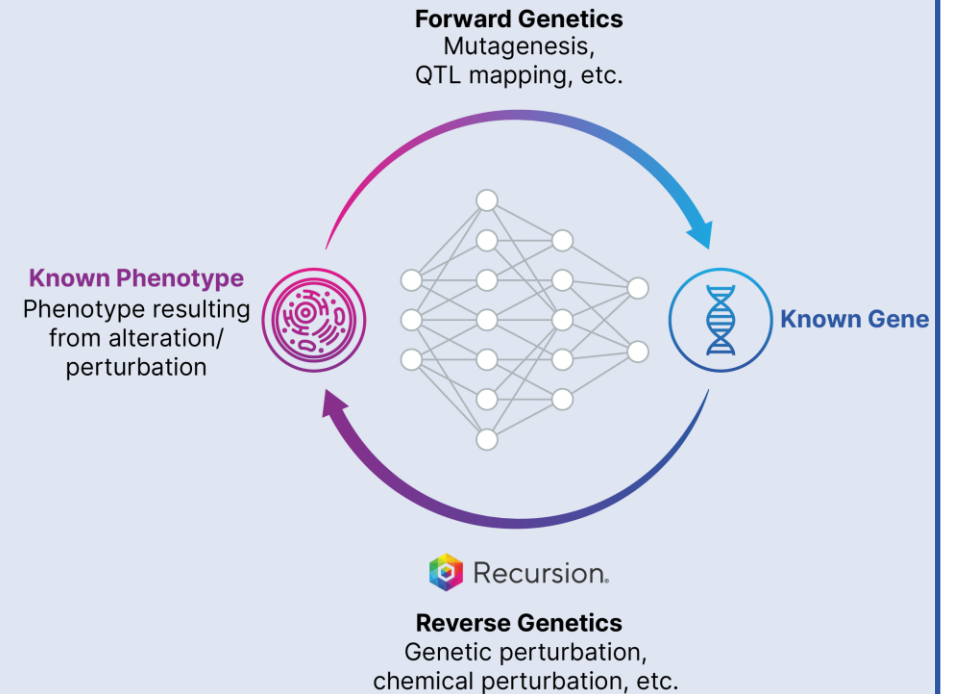 Forward Genetics
Mutagenesis,
QTL mapping, etc.
Known Phenotype
Phenotype resulting
from alteration/
perturbation
Known Gene
Recursion.
Reverse Genetics
Genetic perturbation,
chemical perturbation, etc.